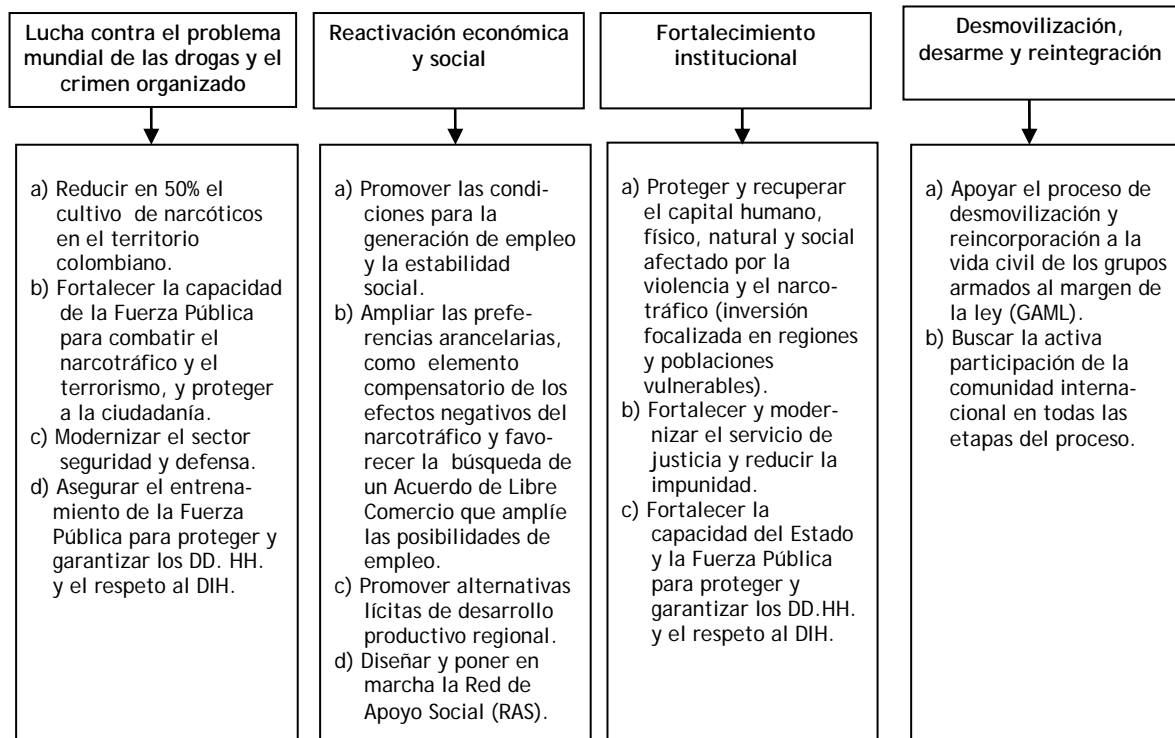 Lucha contra el problema
mundial de las drogas y el
crimen organizado
a) Reducir en 50% el
cultivo de narcóticos
en el territorio
colombiano.
b) Fortalecer la capacidad
de la Fuerza Pública
para combatir el
narcotráfico y el
terrorismo, y proteger
a la ciudadanía.
c) Modernizar el sector
seguridad y defensa.
d) Asegurar el entrena-
miento de la Fuerza
Pública para proteger y
garantizar los DD. HH.
y el respeto al DIH.
Reactivación económica
y social
a) Promover las condi-
ciones para la
generación de empleo
y la estabilidad
social.
b) Ampliar las prefe-
rencias arancelarias,
como elemento
compensatorio de los
efectos negativos del
narcotráfico y favo-
recer la búsqueda de
un Acuerdo de Libre
Comercio que amplíe
las posibilidades de
empleo.
c) Promover alternativas
lícitas de desarrollo
productivo regional.
d) Diseñar y poner en
marcha la Red de
Apoyo Social (RAS).
Fortalecimiento
institucional
a) Proteger y recuperar
el capital humano,
físico, natural y social
afectado por la
violencia y el narco-
tráfico (inversión
focalizada en regiones
y poblaciones
vulnerables).
b) Fortalecer y moder-
nizar el servicio de
justicia y reducir la
impunidad.
c) Fortalecer la
capacidad del Estado
y la Fuerza Pública
para proteger y
garantizar los DD.HH.
y el respeto al DIH.
Desmovilización,
desarme y reintegración
a) Apoyar el proceso de
desmovilización y
reincorporación a la
vida civil de los grupos
armados al margen de
la ley (GAML).
b) Buscar la activa
participación de la
comunidad interna-
cional en todas las
etapas del proceso.